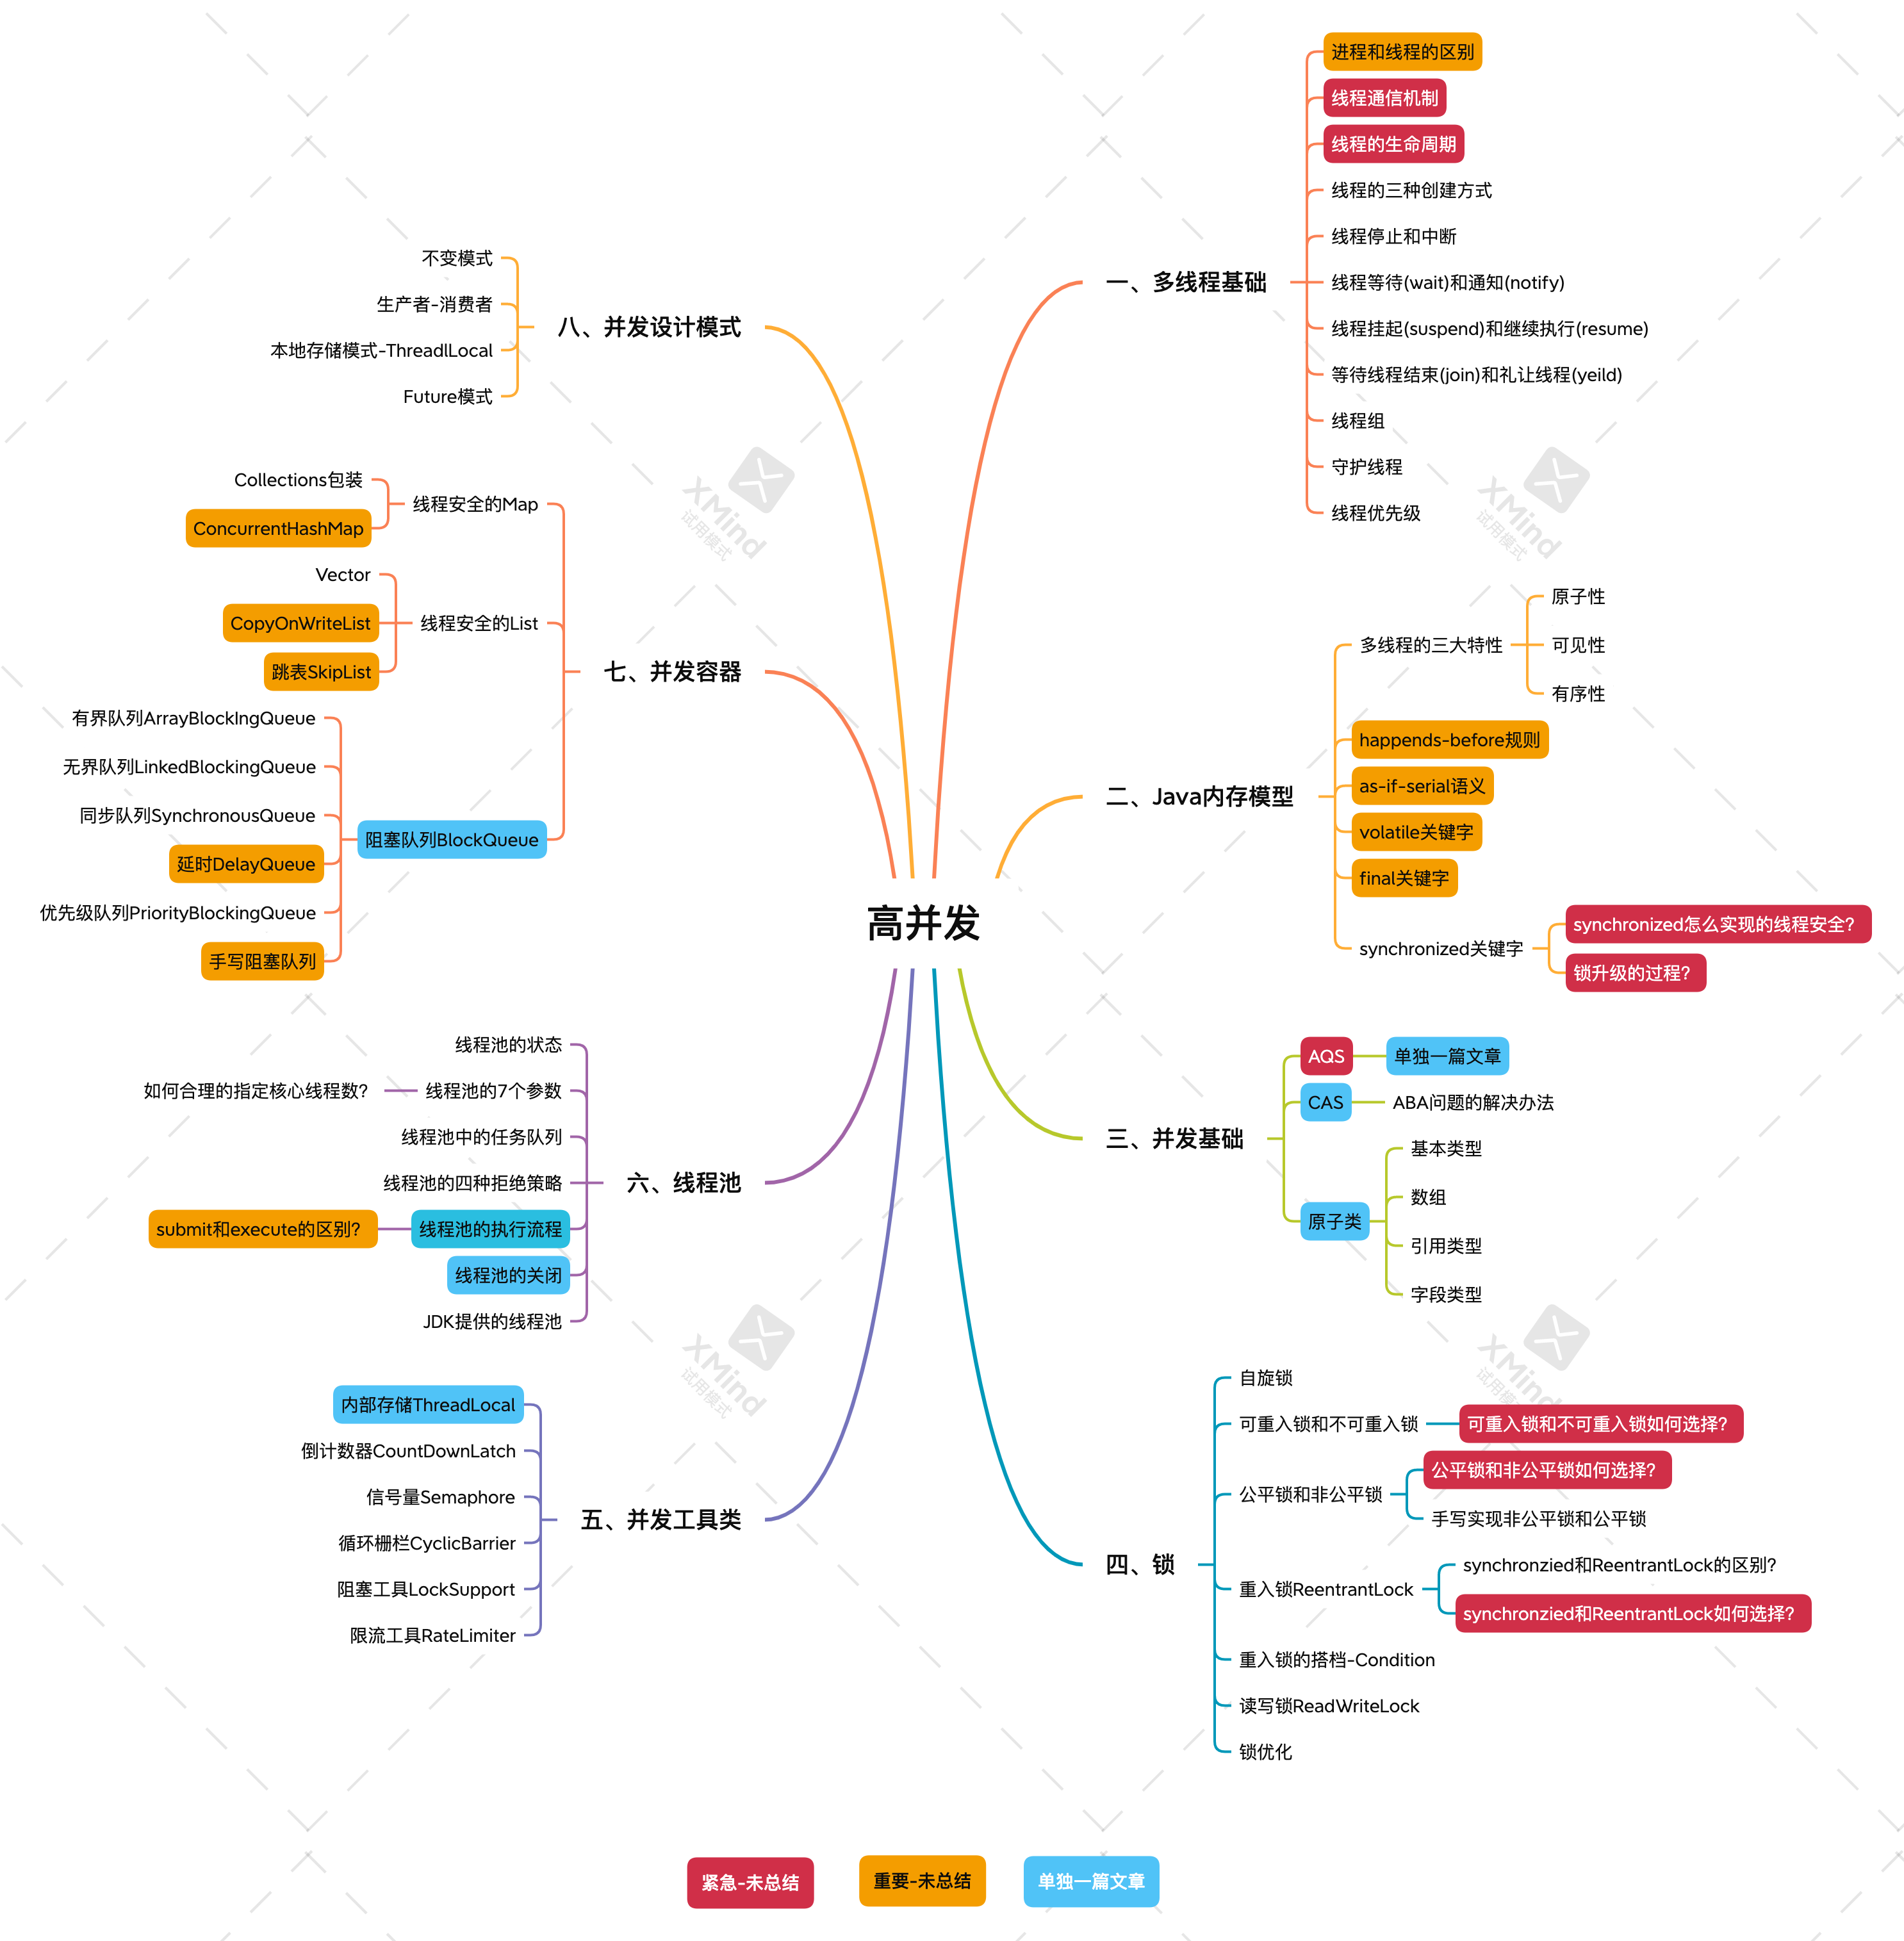 高并发
一、多线程基础
进程和线程的区别
线程通信机制
线程的生命周期
线程的三种创建方式
线程停止和中断
线程等待(wait)和通知(notify)
线程挂起(suspend)和继续执行(resume)
等待线程结束(join)和礼让线程(yeild)
线程组
守护线程
线程优先级
二、Java内存模型
多线程的三大特性
原子性
可见性
有序性
happends-before规则
as-if-serial语义
volatile关键字
final关键字
synchronized关键字
synchronized怎么实现的线程安全?
锁升级的过程?
三、并发基础
AQS
单独一篇文章
CAS
ABA问题的解决办法
原子类
基本类型
数组
引用类型
字段类型
四、锁
自旋锁
可重入锁和不可重入锁
可重入锁和不可重入锁如何选择?
公平锁和非公平锁
公平锁和非公平锁如何选择?
手写实现非公平锁和公平锁
重入锁ReentrantLock
synchronzied和ReentrantLock的区别?
synchronzied和ReentrantLock如何选择?
重入锁的搭档-Condition
读写锁ReadWriteLock
锁优化
五、并发工具类
内部存储ThreadLocal
倒计数器CountDownLatch
信号量Semaphore
循环栅栏CyclicBarrier
阻塞工具LockSupport
限流工具RateLimiter
六、线程池
线程池的状态
线程池的7个参数
如何合理的指定核心线程数?
线程池中的任务队列
线程池的四种拒绝策略
线程池的执行流程
submit和execute的区别?
线程池的关闭
JDK提供的线程池
七、并发容器
线程安全的Map
Collections包装
ConcurrentHashMap
线程安全的List
Vector
CopyOnWriteList
跳表SkipList
阻塞队列BlockQueue
有界队列ArrayBlockIngQueue
无界队列LinkedBlockingQueue
同步队列SynchronousQueue
延时DelayQueue
优先级队列PriorityBlockingQueue
手写阻塞队列
八、并发设计模式
不变模式
生产者-消费者
本地存储模式-ThreadlLocal
Future模式
紧急-未总结
重要-未总结
单独一篇文章
XMind
试用模式
XMind
试用模式
XMind
试用模式
XMind
试用模式